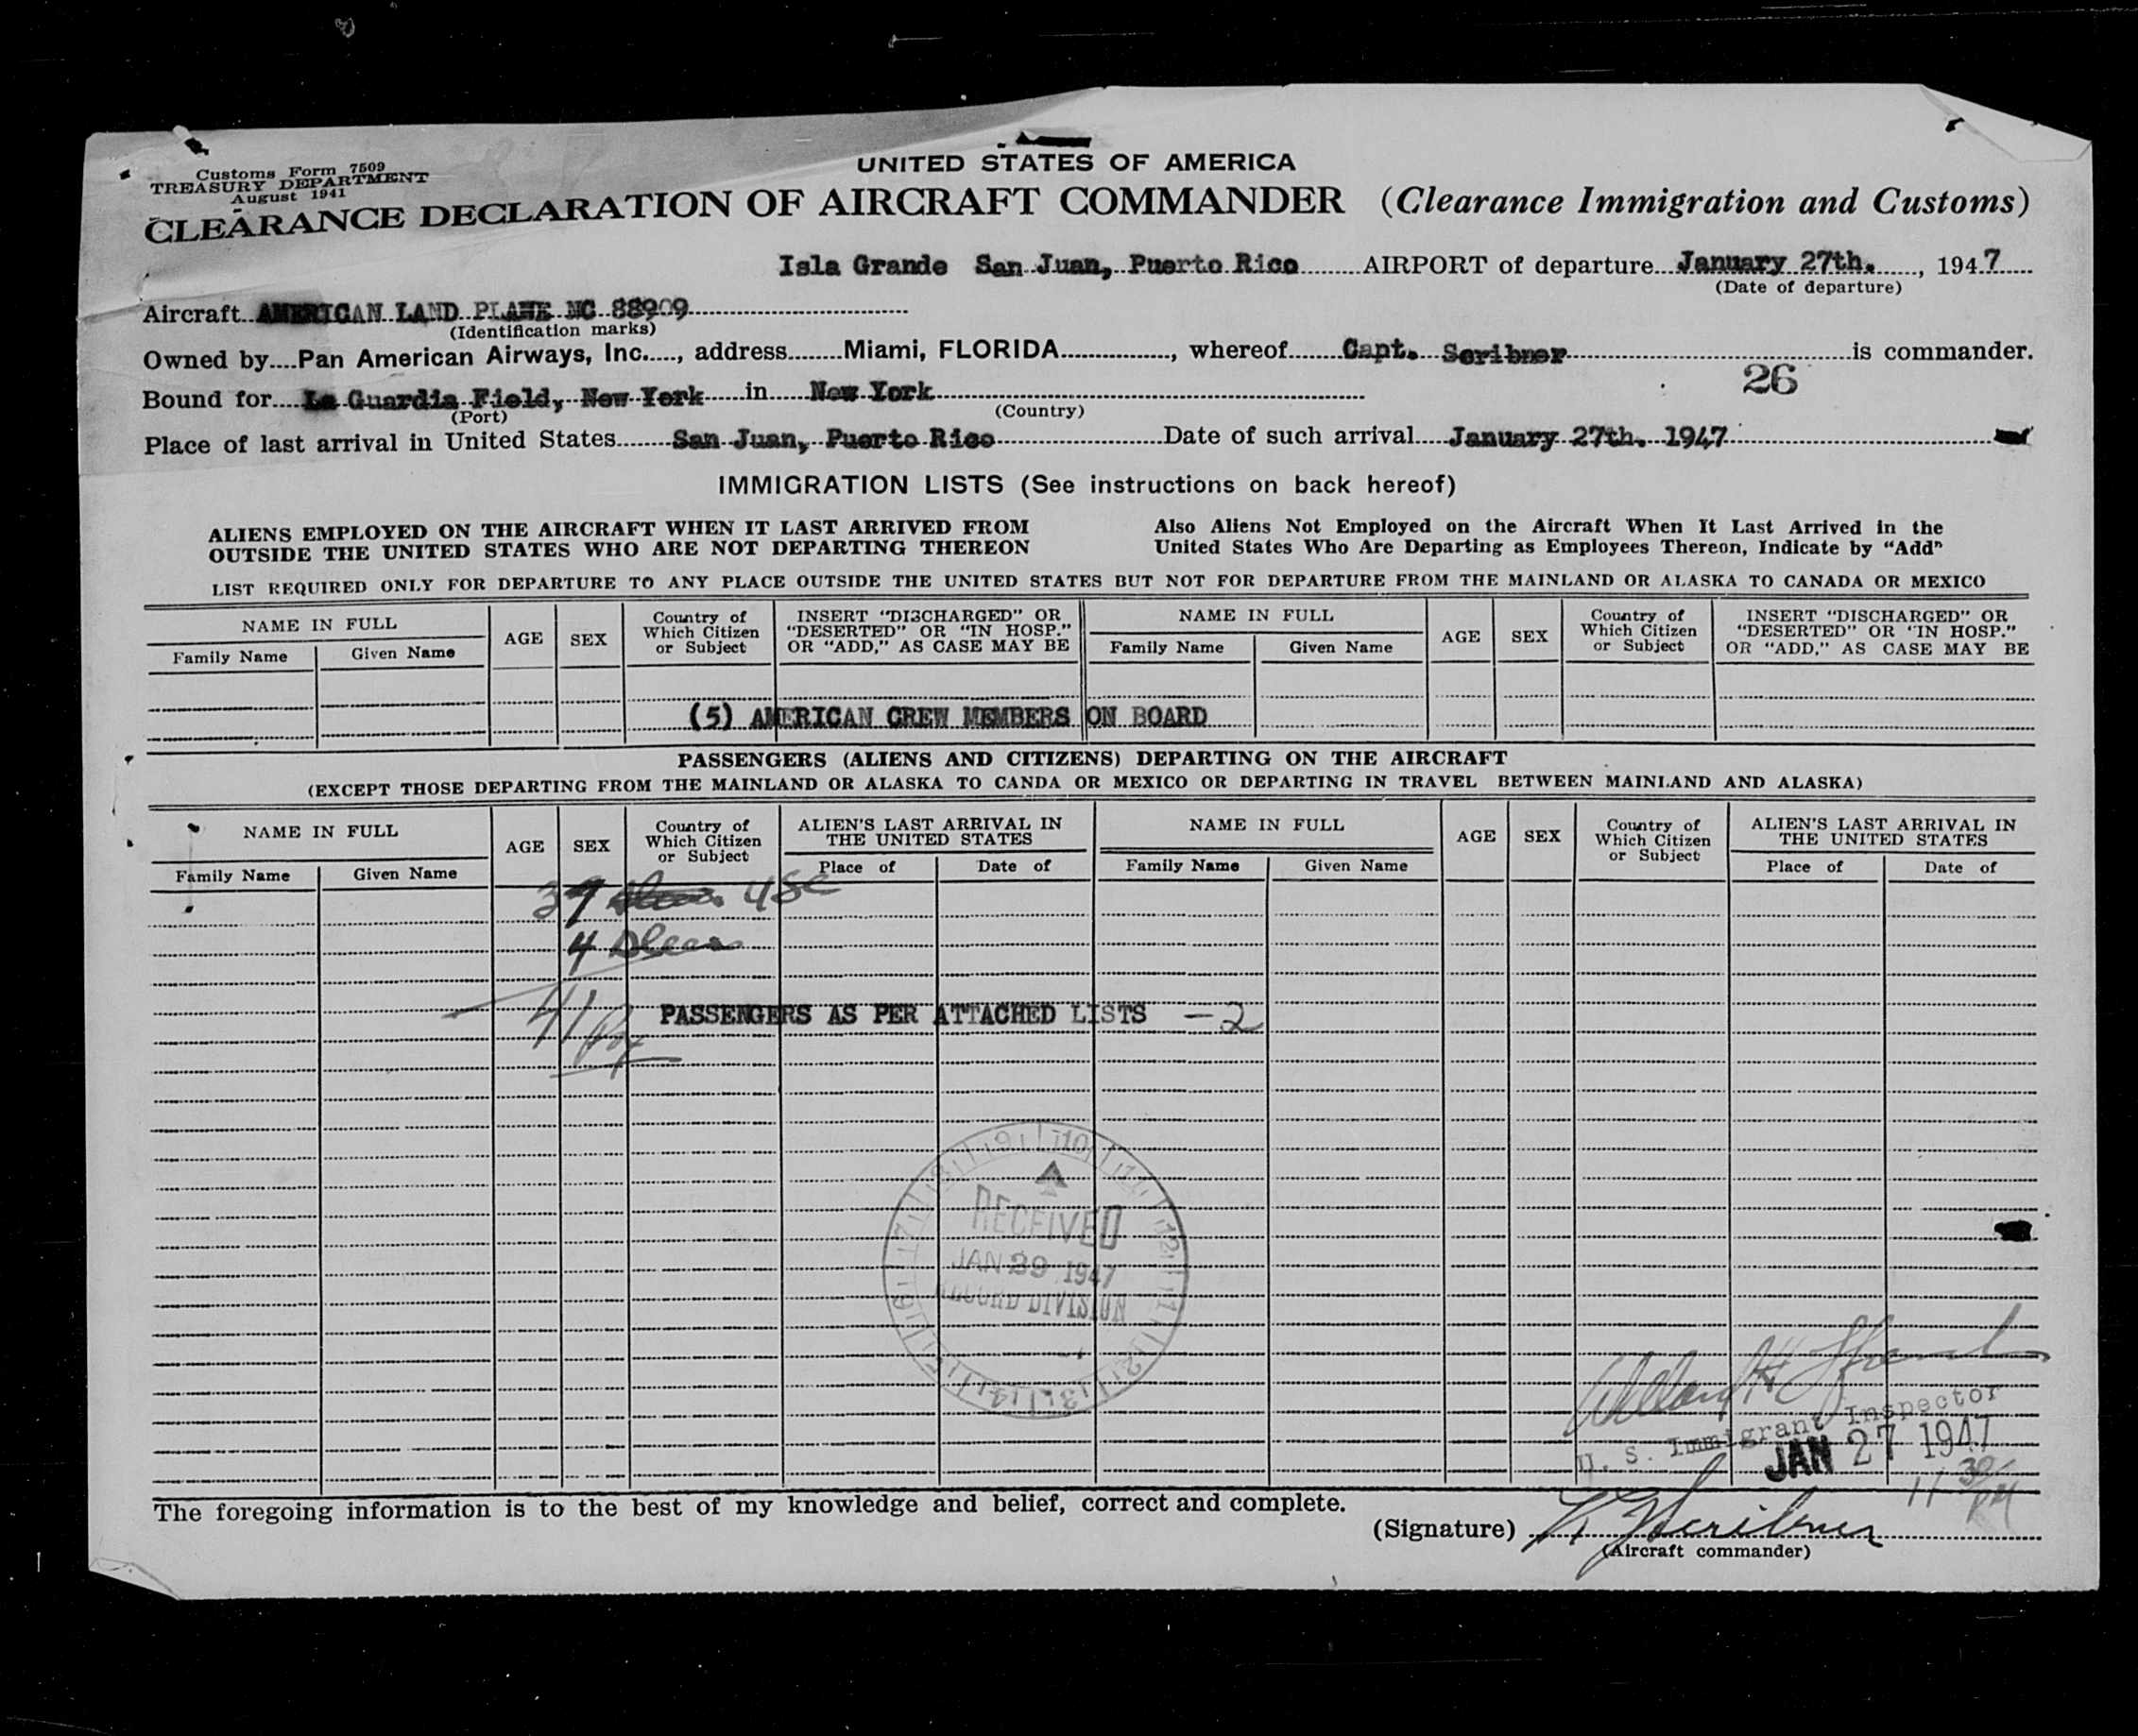 Customs Form 7509
TREASURY DEPARTMENT
August 1941
UNITED STATES OF AMERICA
CLEARANCE DECLARATION OF AIRCRAFT COMMANDER (Clearance Immigration and Customs)
Isla Grande San Juan, Puerto Rico AIRPORT of departure January 27th., 1947
(Date of departure)
Aircraft AMERICAN LAND PLANE NC 88909
(Identification marks)
Owned by Pan American Airways, Inc., address Miami, FLORIDA, whereof Capt. Scribner is commander.
26
Bound for La Guardia Field, New York in New York
(Port) (Country)
Place of last arrival in United States San Juan, Puerto Rico Date of such arrival January 27th. 1947
IMMIGRATION LISTS (See instructions on back hereof)
ALIENS EMPLOYED ON THE AIRCRAFT WHEN IT LAST ARRIVED FROM
OUTSIDE THE UNITED STATES WHO ARE NOT DEPARTING THEREON
Also Aliens Not Employed on the Aircraft When It Last Arrived in the
United States Who Are Departing as Employees Thereon, Indicate by "Add"
LIST REQUIRED ONLY FOR DEPARTURE TO ANY PLACE OUTSIDE THE UNITED STATES BUT NOT FOR DEPARTURE FROM THE MAINLAND OR ALASKA TO CANADA OR MEXICO
NAME IN FULL
Family Name Given Name
AGE
SEX
Country of
Which Citizen
or Subject
INSERT "DISCHARGED" OR
"DESERTED" OR "IN HOSP."
OR "ADD," AS CASE MAY BE
NAME IN FULL
Family Name Given Name
AGE
SEX
Country of
Which Citizen
or Subject
INSERT "DISCHARGED" OR
"DESERTED" OR "IN HOSP."
OR "ADD," AS CASE MAY BE
(5) AMERICAN CREW MEMBERS ON BOARD
PASSENGERS (ALIENS AND CITIZENS) DEPARTING ON THE AIRCRAFT
(EXCEPT THOSE DEPARTING FROM THE MAINLAND OR ALASKA TO CANDA OR MEXICO OR DEPARTING IN TRAVEL BETWEEN MAINLAND AND ALASKA)
NAME IN FULL
Family Name Given Name
AGE
SEX
Country of
Which Citizen
or Subject
ALIEN'S LAST ARRIVAL IN
THE UNITED STATES
Place of Date of
NAME IN FULL
Family Name Given Name
AGE
SEX
Country of
Which Citizen
or Subject
ALIEN'S LAST ARRIVAL IN
THE UNITED STATES
Place of Date of
37 USC
4
41 PASSENGERS AS PER ATTACHED LISTS - 2
RECEIVED
JAN 29 1947
RECORD DIVISION
U. S. Immigrant Inspector
JAN 27 1947
11 30 PM
The foregoing information is to the best of my knowledge and belief, correct and complete.
(Signature) Scribner
(Aircraft commander)